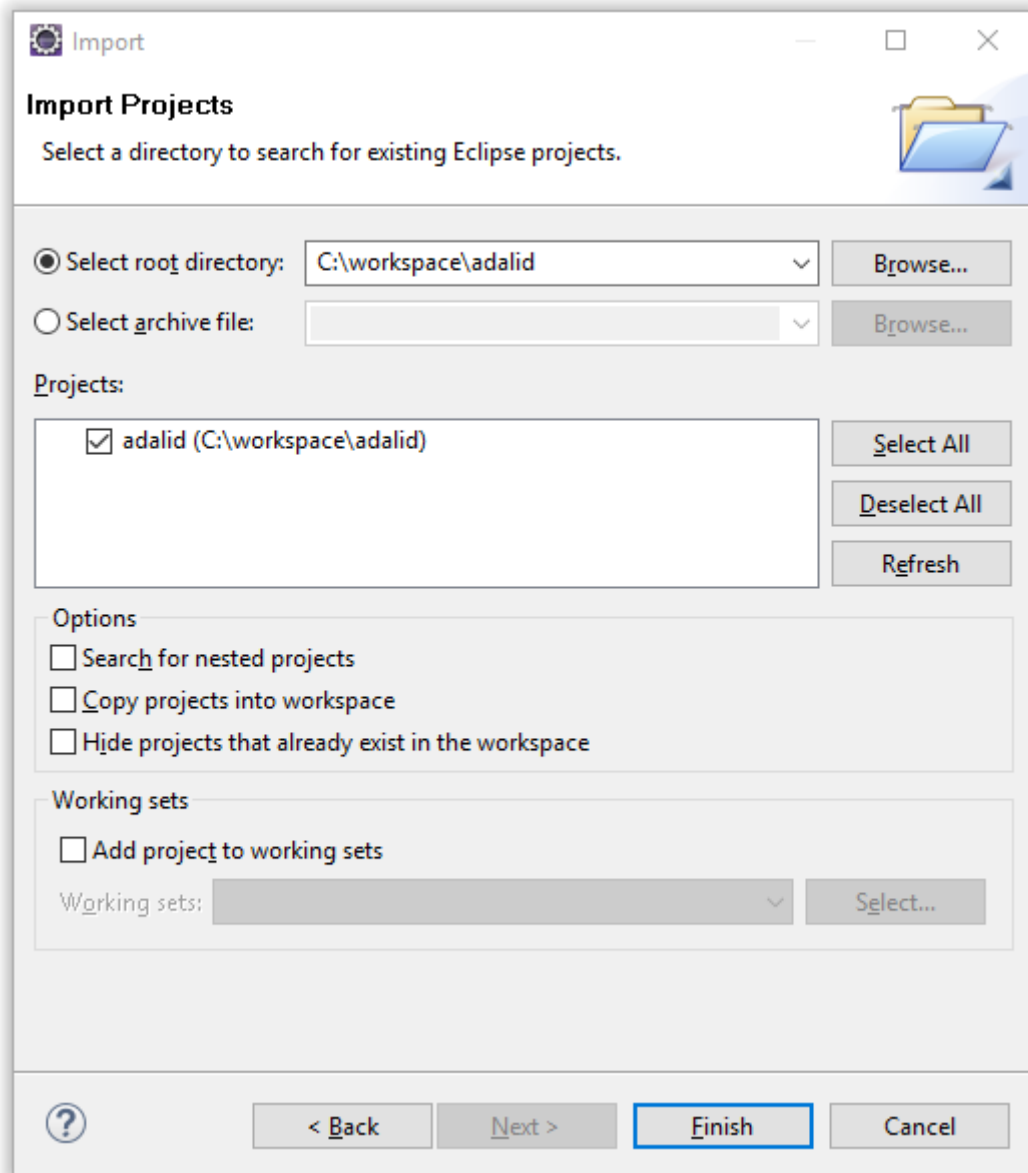 Import
Import Projects
Select a directory to search for existing Eclipse projects.
Select root directory: C:\workspace\adalid Browse...
Select archive file: Browse...
Projects:
adalid (C:\workspace\adalid) Select All
Deselect All
Refresh
Options
Search for nested projects
Copy projects into workspace
Hide projects that already exist in the workspace
Working sets
Add project to working sets
Working sets: Select...
? < Back Next > Finish Cancel